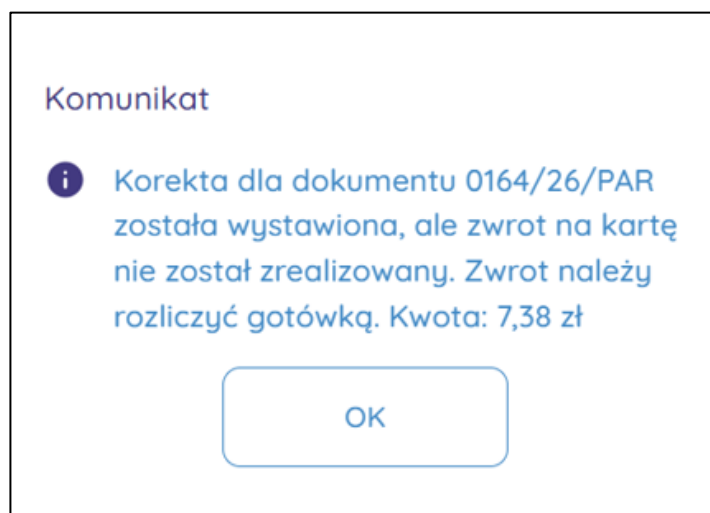 Komunikat
Korekta dla dokumentu 0164/26/PAR
została wystawiona, ale zwrot na kartę
nie został zrealizowany. Zwrot należy
rozliczyć gotówką. Kwota: 7,38 zł
OK